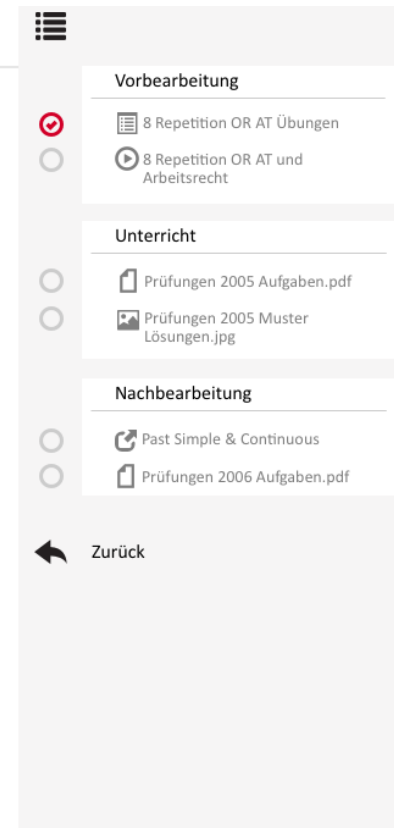 Vorbearbeitung
8 Repetition OR AT Übungen
8 Repetition OR AT und
Arbeitsrecht
Unterricht
Prüfungen 2005 Aufgaben.pdf
Prüfungen 2005 Muster
Lösungen.jpg
Nachbearbeitung
Past Simple & Continuous
Prüfungen 2006 Aufgaben.pdf
Zurück